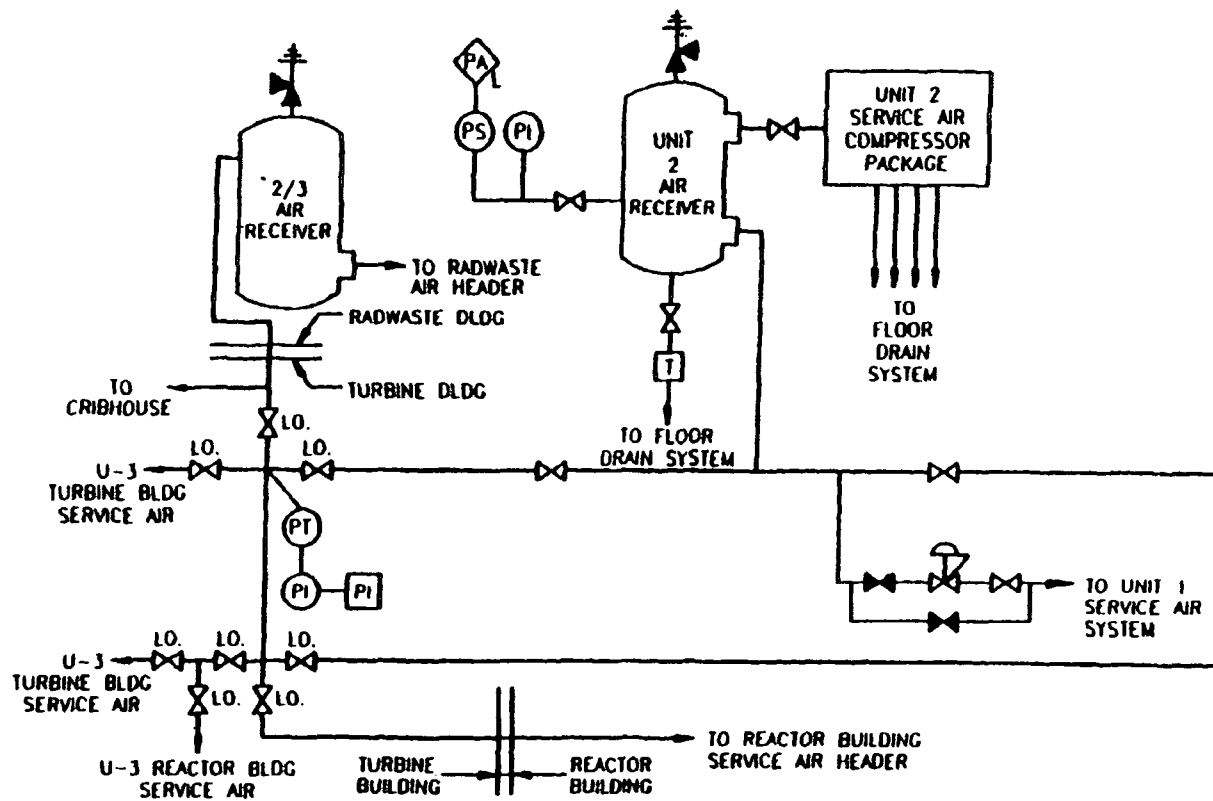 PA
PS
PI
UNIT 2
SERVICE AIR
COMPRESSOR
PACKAGE
UNIT
2
AIR
RECEIVER
2/3
AIR
RECEIVER
TO RADWASTE
AIR HEADER
RADWASTE DLDG
TURBINE DLDG
TO
CRIBHOUSE
LO.
T
TO FLOOR
DRAIN SYSTEM
TO
FLOOR
DRAIN
SYSTEM
LO.
LO.
U-3
TURBINE BLDG
SERVICE AIR
PT
PI
PI
TO UNIT 1
SERVICE AIR
SYSTEM
LO.
LO.
LO.
U-3
TURBINE BLDG
SERVICE AIR
LO.
LO.
U-3 REACTOR BLDG
SERVICE AIR
TURBINE
BUILDING
REACTOR
BUILDING
TO REACTOR BUILDING
SERVICE AIR HEADER